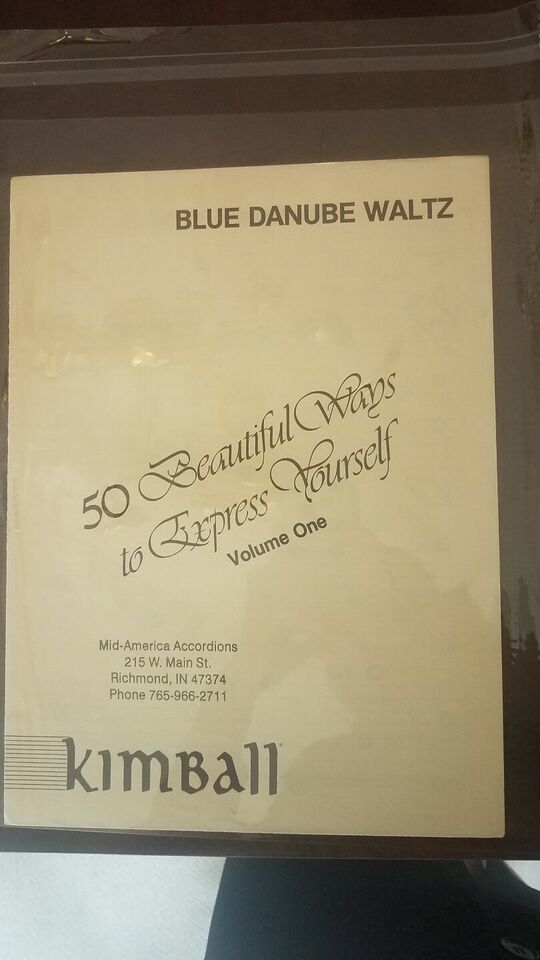 BLUE DANUBE WALTZ
50 Beautiful Ways
to Express Yourself
Volume One
Mid-America Accordions
215 W. Main St.
Richmond, IN 47374
Phone 765-966-2711
KIMBall